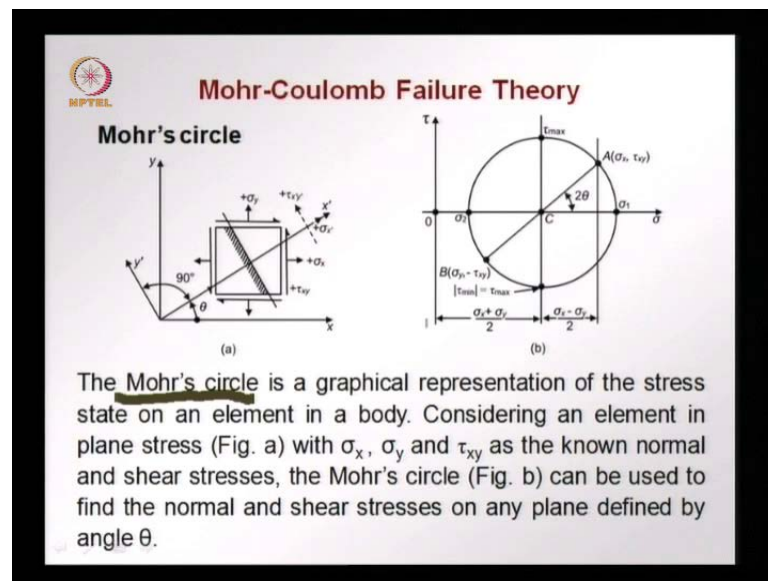 NPTEL
Mohr-Coulomb Failure Theory
Mohr's circle
y
+σy
+τx'y'
x'
+σx'
+σx
+τxy
y'
90°
θ
x
(a)
τ
τmax
A(σx, τxy)
2θ
0
σ2
C
σ1
σ
B(σy, - τxy)
|τmin| = τmax
σx+ σy
2
σx- σy
2
(b)
The Mohr's circle is a graphical representation of the stress
state on an element in a body. Considering an element in
plane stress (Fig. a) with σx, σy and τxy as the known normal
and shear stresses, the Mohr's circle (Fig. b) can be used to
find the normal and shear stresses on any plane defined by
angle θ.